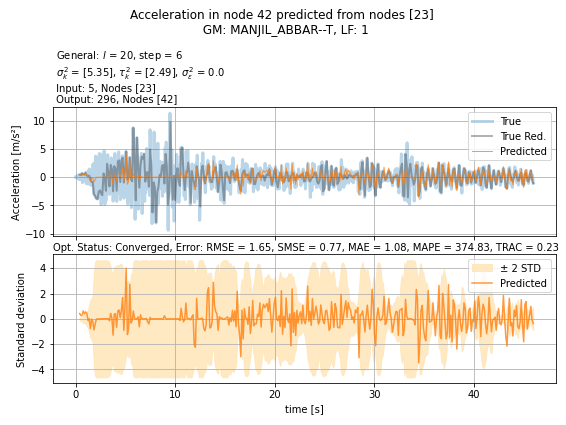 Acceleration in node 42 predicted from nodes [23]
GM: MANJIL_ABBAR--T, LF: 1
General: l = 20, step = 6
σ²ₖ = [5.35], τ²ₖ = [2.49], σ²ε = 0.0
Input: 5, Nodes [23]
Output: 296, Nodes [42]
Acceleration [m/s²]
10
5
0
−5
−10
True
True Red.
Predicted
Opt. Status: Converged, Error: RMSE = 1.65, SMSE = 0.77, MAE = 1.08, MAPE = 374.83, TRAC = 0.23
Standard deviation
4
2
0
−2
−4
± 2 STD
Predicted
0 10 20 30 40
time [s]